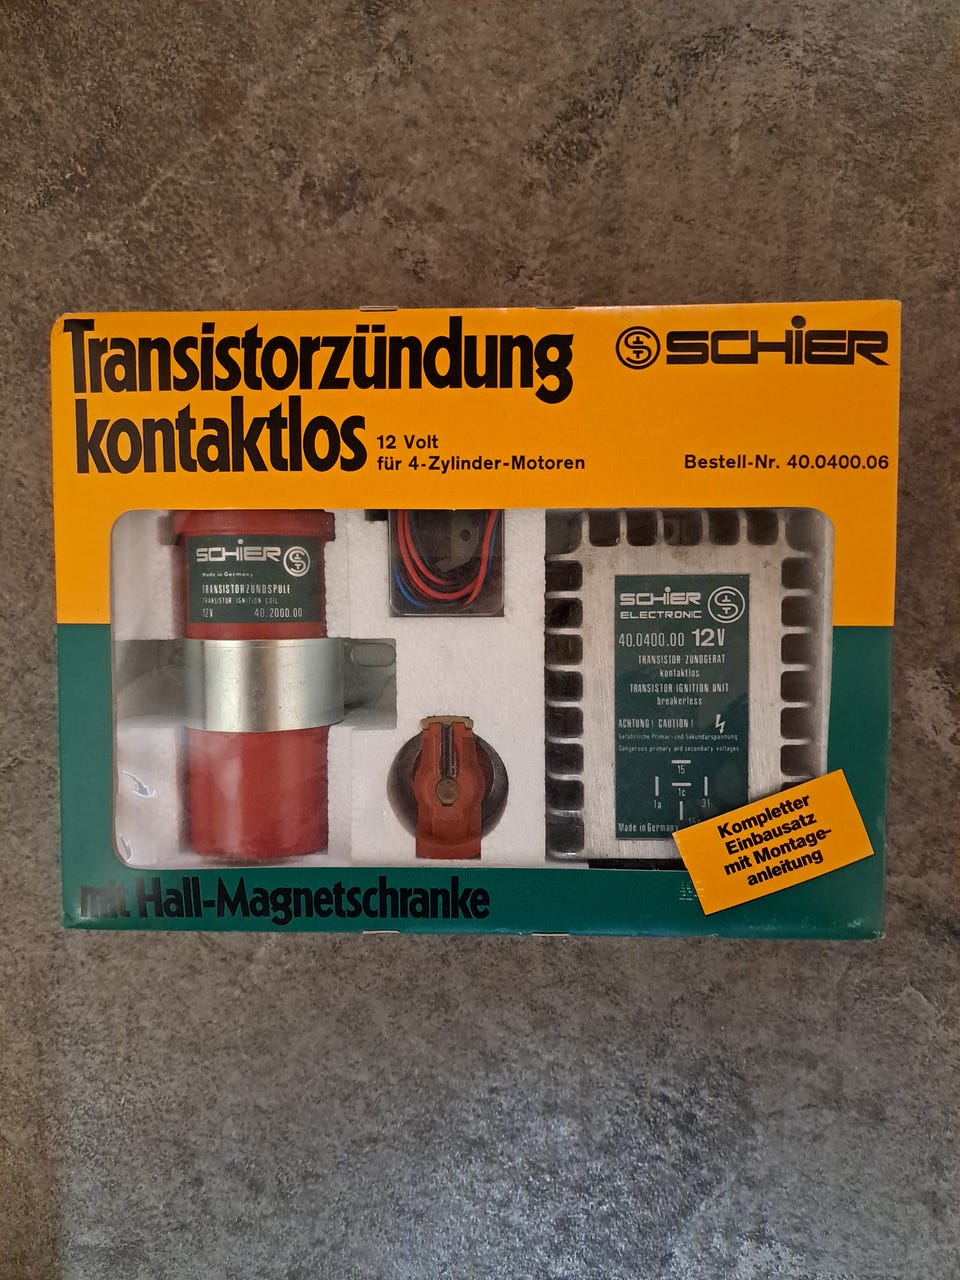 Transistorzündung
kontaktlos
12 Volt
für 4-Zylinder-Motoren
SCHiER
Bestell-Nr. 40.0400.06
SCHiER
Made in Germany
TRANSISTORZÜNDSPULE
TRANSISTOR IGNITION COIL
12V 40.2000.00
SCHiER
ELECTRONIC
40.0400.00 12V
TRANSISTOR ZÜNDGERÄT
kontaktlos
TRANSISTOR IGNITION UNIT
breakerless
ACHTUNG! CAUTION!
Gefährliche Primär- und Sekundärspannung
Dangerous primary and secondary voltages
15
1c
1a 31
15
Made in Germany
Kompletter
Einbausatz
mit Montage-
anleitung
mit Hall-Magnetschranke